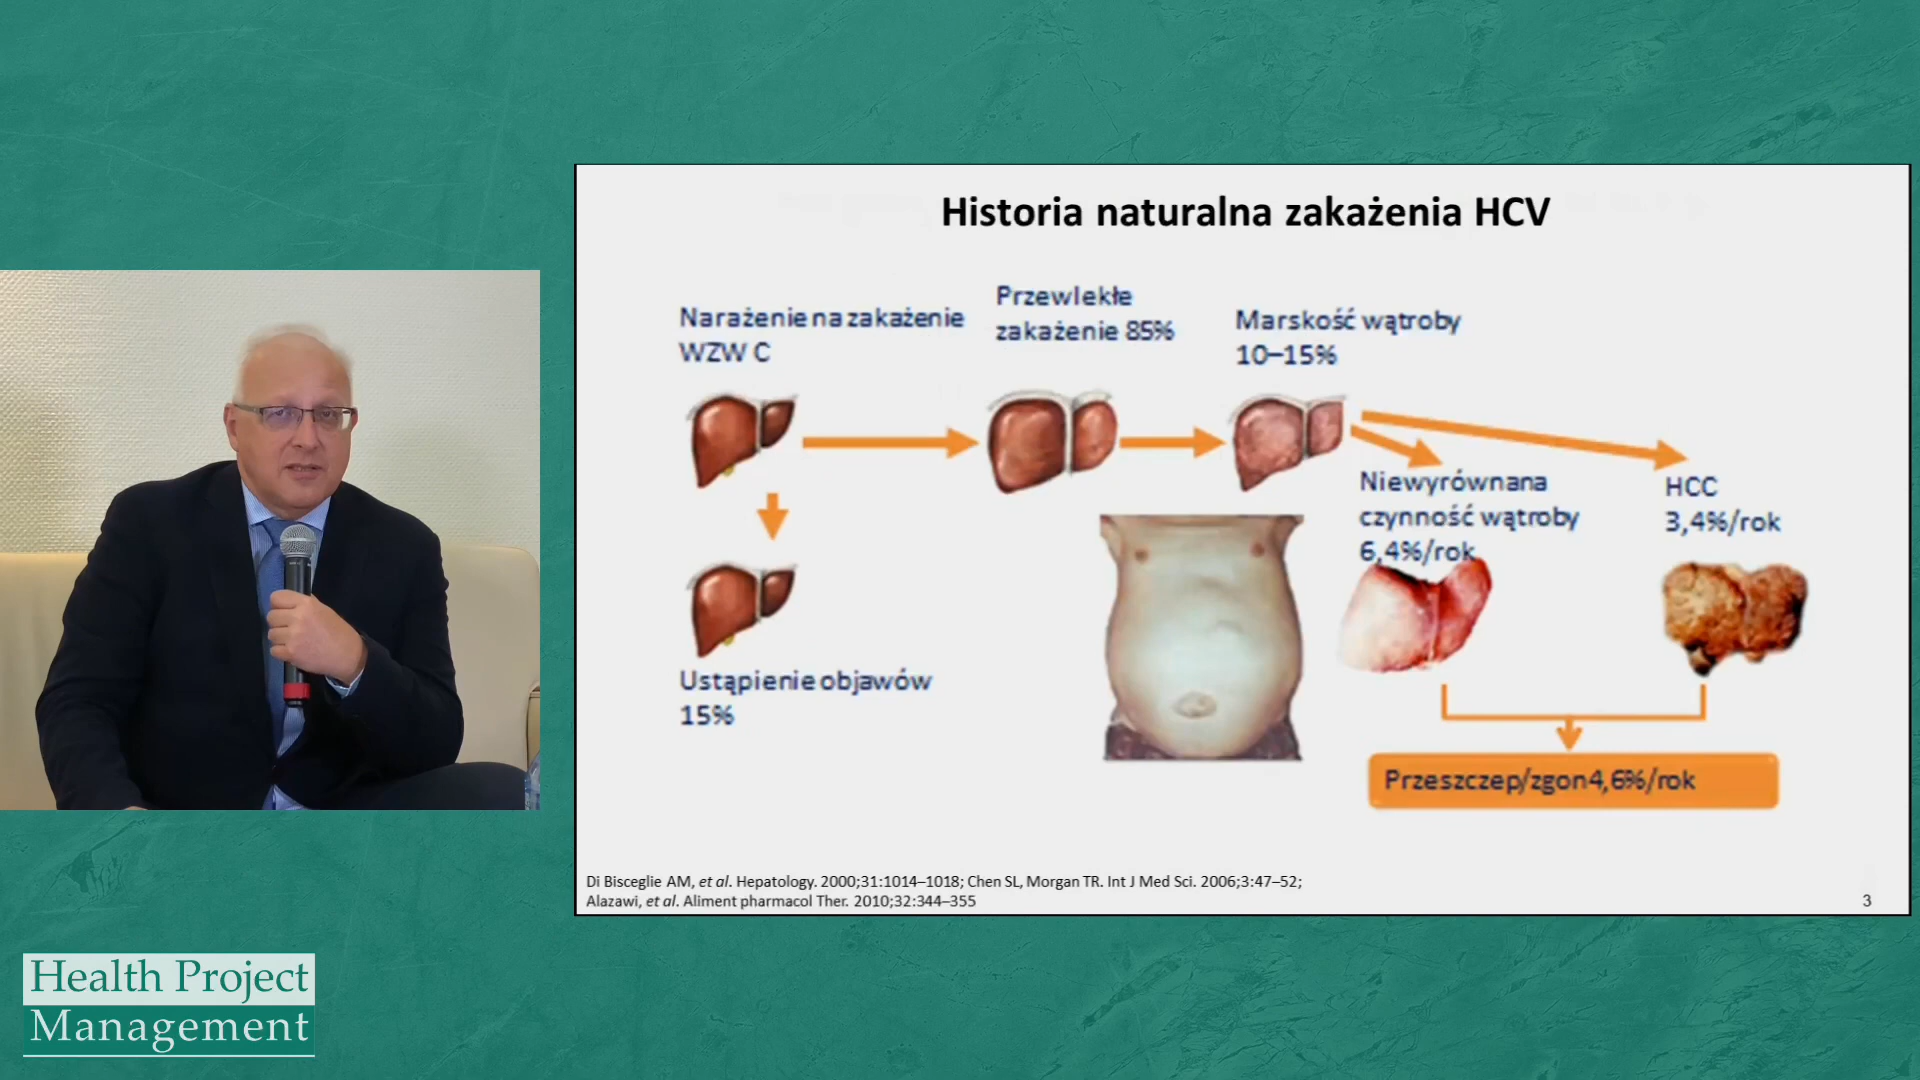 Historia naturalna zakażenia HCV
Narażenie na zakażenie
WZW C
Przewlekłe
zakażenie 85%
Marskość wątroby
10–15%
Niewyrównana
czynność wątroby
6,4%/rok
HCC
3,4%/rok
Ustąpienie objawów
15%
Przeszczep/zgon4,6%/rok
Di Bisceglie AM, et al. Hepatology. 2000;31:1014–1018; Chen SL, Morgan TR. Int J Med Sci. 2006;3:47–52;
Alazawi, et al. Aliment pharmacol Ther. 2010;32:344–355
3
Health Project
Management